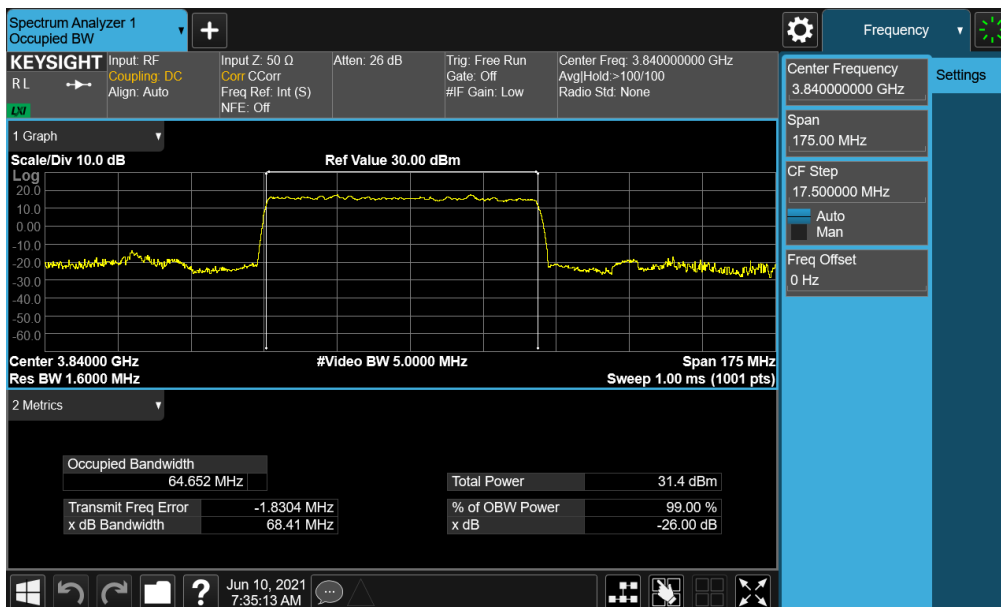 Spectrum Analyzer 1
Occupied BW
+
Frequency
KEYSIGHT
RL
LXI
Input: RF
Coupling: DC
Align: Auto
Input Z: 50 Ω
Corr CCorr
Freq Ref: Int (S)
NFE: Off
Atten: 26 dB
Trig: Free Run
Gate: Off
#IF Gain: Low
Center Freq: 3.840000000 GHz
Avg|Hold:>100/100
Radio Std: None
Center Frequency
3.840000000 GHz
Settings
Span
175.00 MHz
CF Step
17.500000 MHz
Auto
Man
Freq Offset
0 Hz
1 Graph
Scale/Div 10.0 dB
Ref Value 30.00 dBm
Log
20.0
10.0
0.00
-10.0
-20.0
-30.0
-40.0
-50.0
-60.0
Center 3.84000 GHz
#Video BW 5.0000 MHz
Span 175 MHz
Res BW 1.6000 MHz
Sweep 1.00 ms (1001 pts)
2 Metrics
Occupied Bandwidth
64.652 MHz
Total Power 31.4 dBm
Transmit Freq Error -1.8304 MHz
% of OBW Power 99.00 %
x dB Bandwidth 68.41 MHz
x dB -26.00 dB
?
Jun 10, 2021
7:35:13 AM